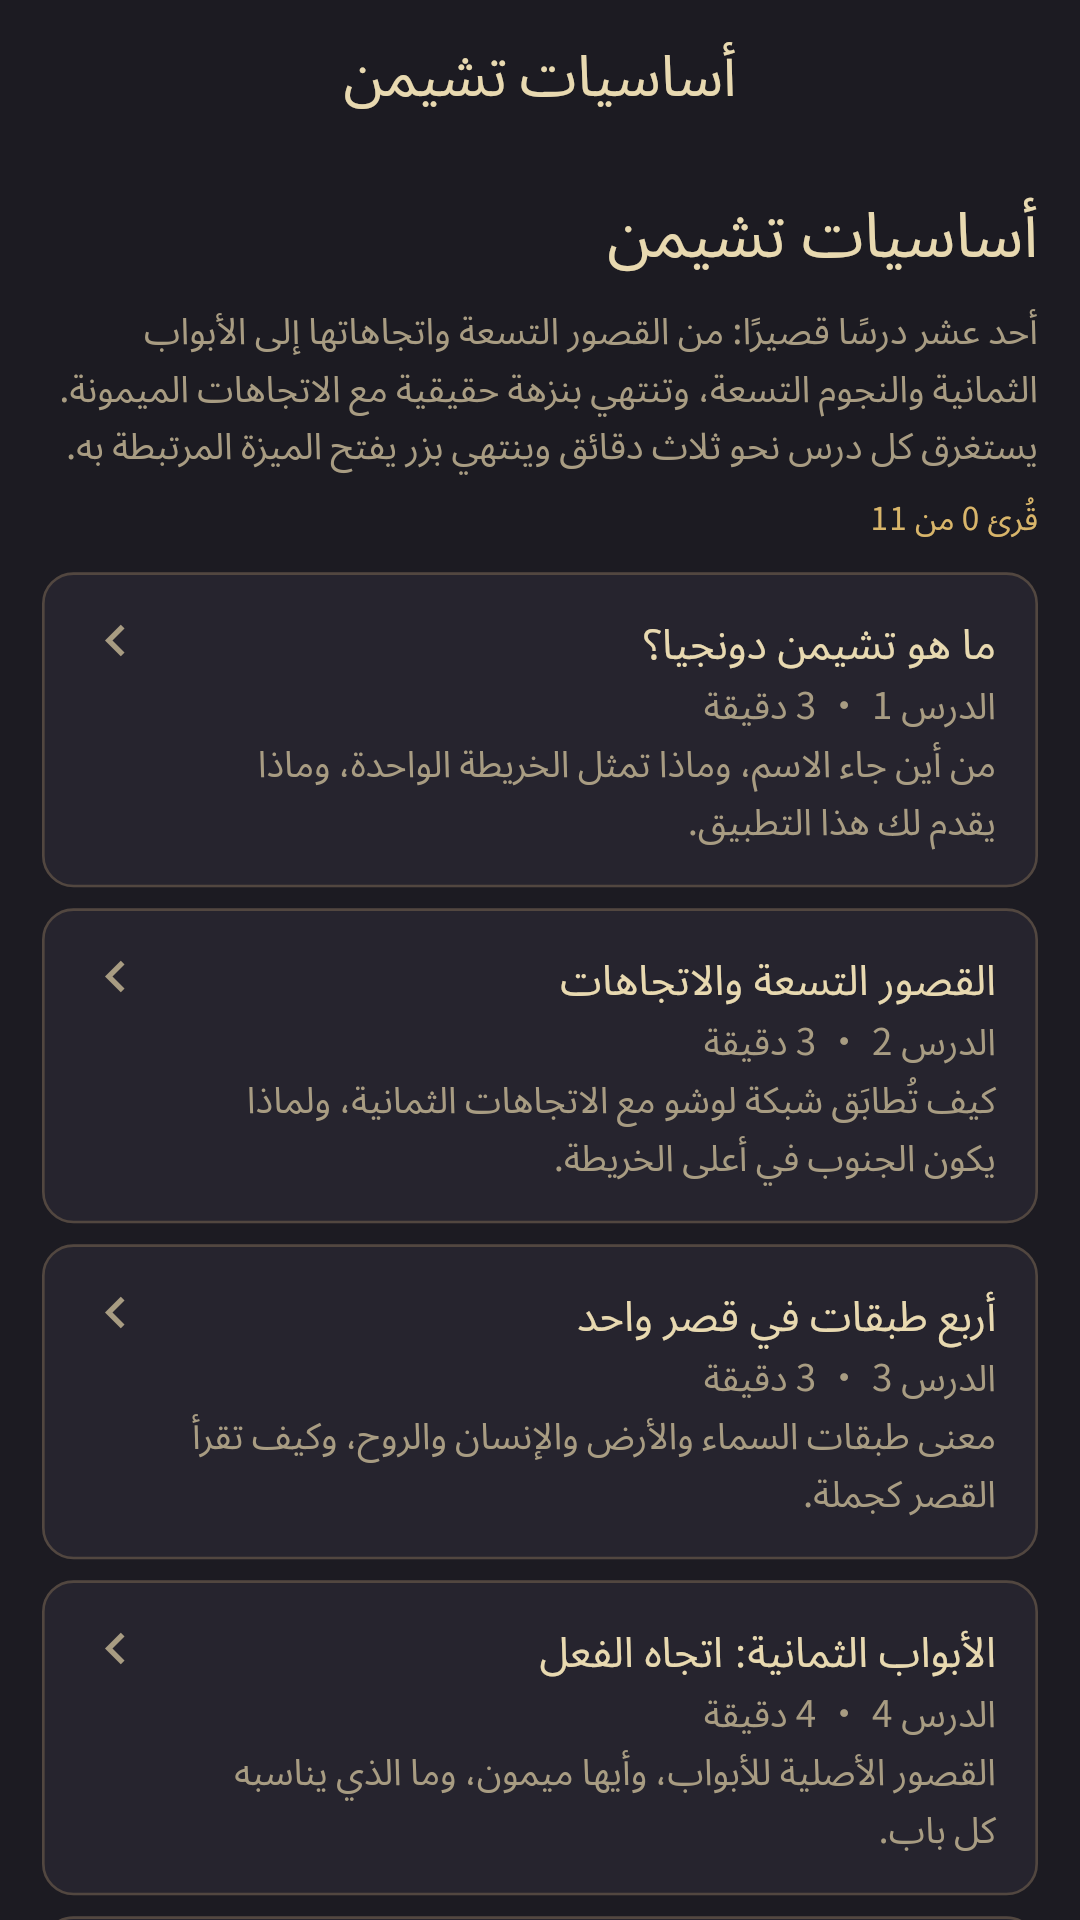 أساسيات تشيمن
أساسيات تشيمن
أحد عشر درسًا قصيرًا: من القصور التسعة واتجاهاتها إلى الأبواب
الثمانية والنجوم التسعة، وتنتهي بنزهة حقيقية مع الاتجاهات الميمونة.
يستغرق كل درس نحو ثلاث دقائق وينتهي بزر يفتح الميزة المرتبطة به.
قُرئ 0 من 11
ما هو تشيمن دونجيا؟
الدرس 1 • 3 دقيقة
من أين جاء الاسم، وماذا تمثل الخريطة الواحدة، وماذا
يقدم لك هذا التطبيق.
القصور التسعة والاتجاهات
الدرس 2 • 3 دقيقة
كيف تُطابَق شبكة لوشو مع الاتجاهات الثمانية، ولماذا
يكون الجنوب في أعلى الخريطة.
أربع طبقات في قصر واحد
الدرس 3 • 3 دقيقة
معنى طبقات السماء والأرض والإنسان والروح، وكيف تقرأ
القصر كجملة.
الأبواب الثمانية: اتجاه الفعل
الدرس 4 • 4 دقيقة
القصور الأصلية للأبواب، وأيها ميمون، وما الذي يناسبه
كل باب.